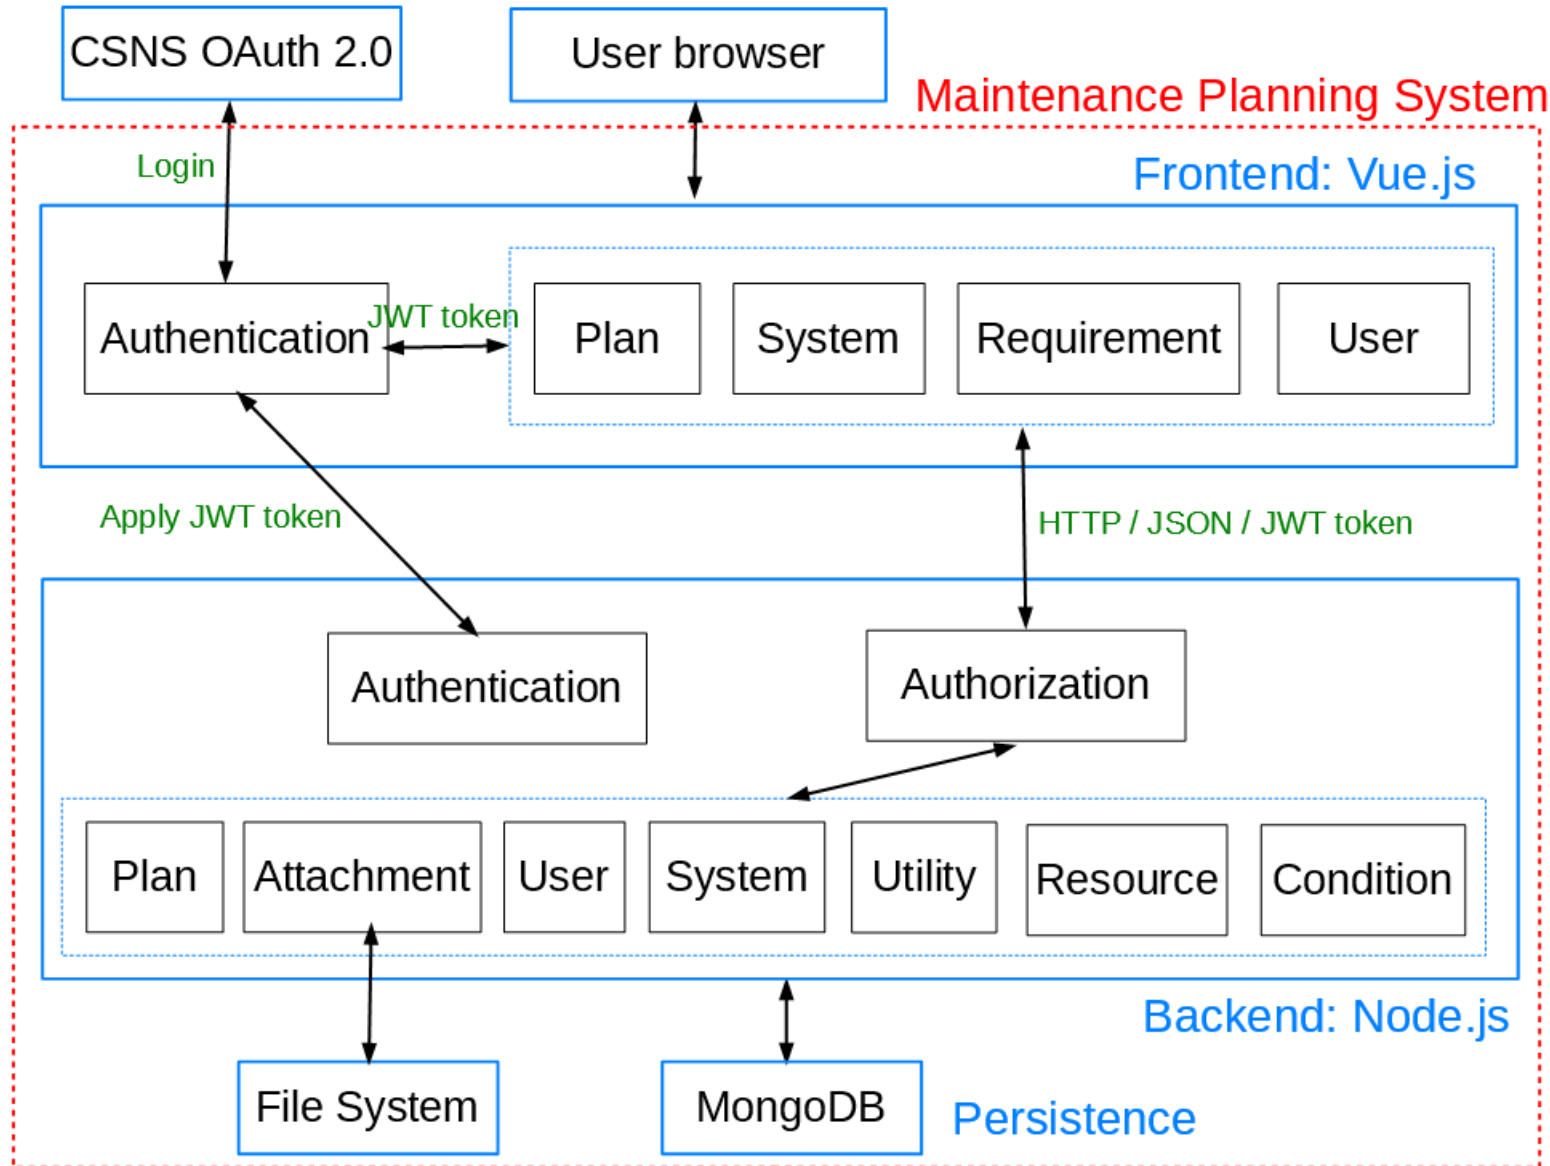 CSNS OAuth 2.0
User browser
Maintenance Planning System
Login
Frontend: Vue.js
JWT token
Authentication
Plan
System
Requirement
User
Apply JWT token
HTTP / JSON / JWT token
Authentication
Authorization
Plan
Attachment
User
System
Utility
Resource
Condition
Backend: Node.js
File System
MongoDB
Persistence